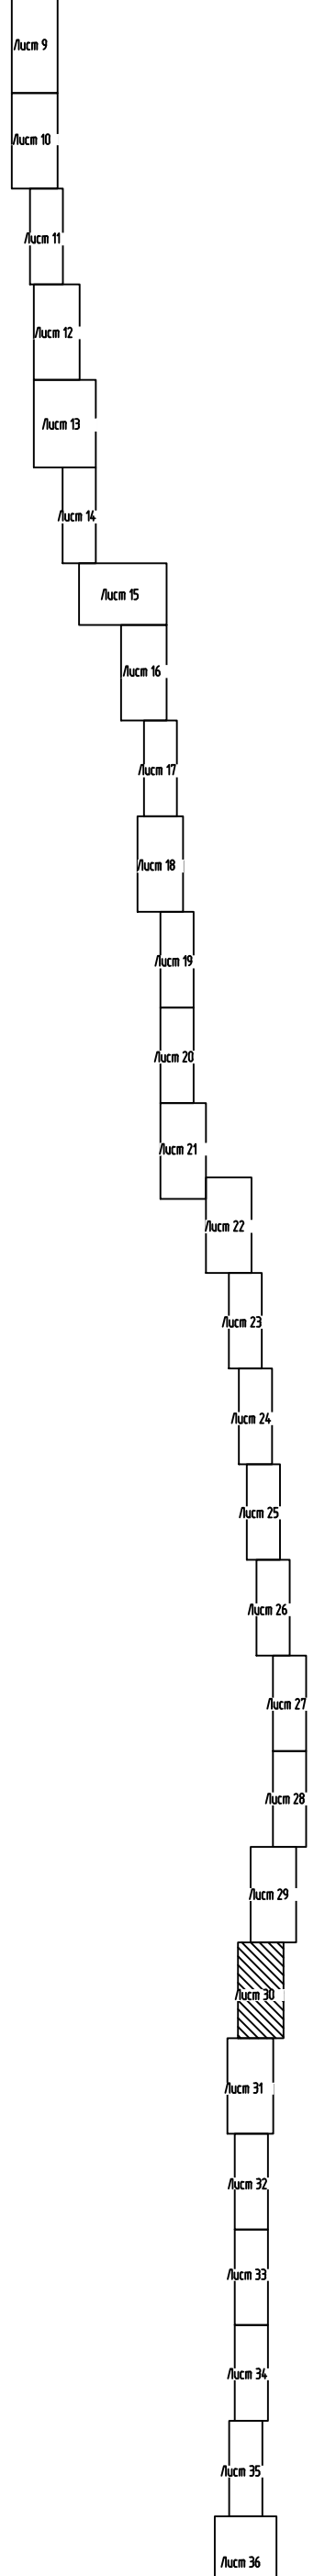 Лист 9
Лист 10
Лист 11
Лист 12
Лист 13
Лист 14
Лист 15
Лист 16
Лист 17
Лист 18
Лист 19
Лист 20
Лист 21
Лист 22
Лист 23
Лист 24
Лист 25
Лист 26
Лист 27
Лист 28
Лист 29
Лист 30
Лист 31
Лист 32
Лист 33
Лист 34
Лист 35
Лист 36